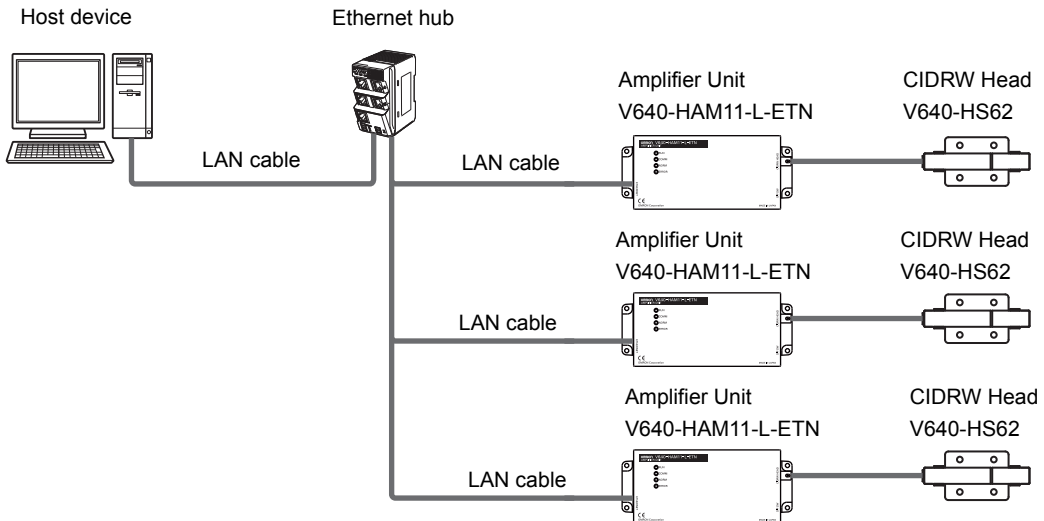 Host device
Ethernet hub
LAN cable
LAN cable
Amplifier Unit
V640-HAM11-L-ETN
CIDRW Head
V640-HS62
LAN cable
Amplifier Unit
V640-HAM11-L-ETN
CIDRW Head
V640-HS62
LAN cable
Amplifier Unit
V640-HAM11-L-ETN
CIDRW Head
V640-HS62